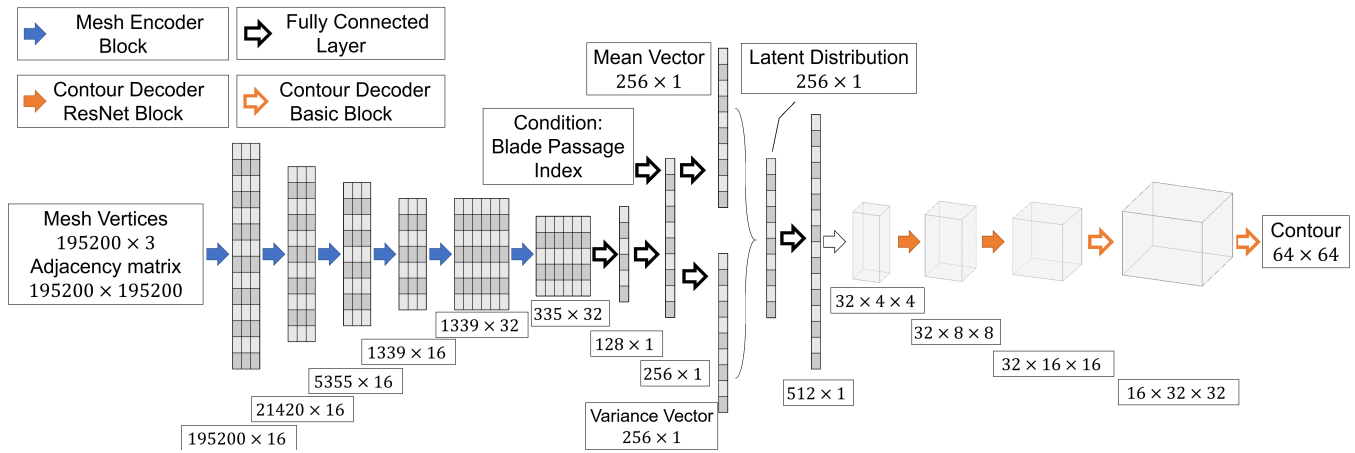 Mesh Encoder
Block
Fully Connected
Layer
Contour Decoder
ResNet Block
Contour Decoder
Basic Block
Mesh Vertices
195200 × 3
Adjacency matrix
195200 × 195200
195200 × 16
21420 × 16
5355 × 16
1339 × 16
1339 × 32
335 × 32
128 × 1
Condition:
Blade Passage
Index
256 × 1
Mean Vector
256 × 1
Variance Vector
256 × 1
Latent Distribution
256 × 1
512 × 1
32 × 4 × 4
32 × 8 × 8
32 × 16 × 16
16 × 32 × 32
Contour
64 × 64